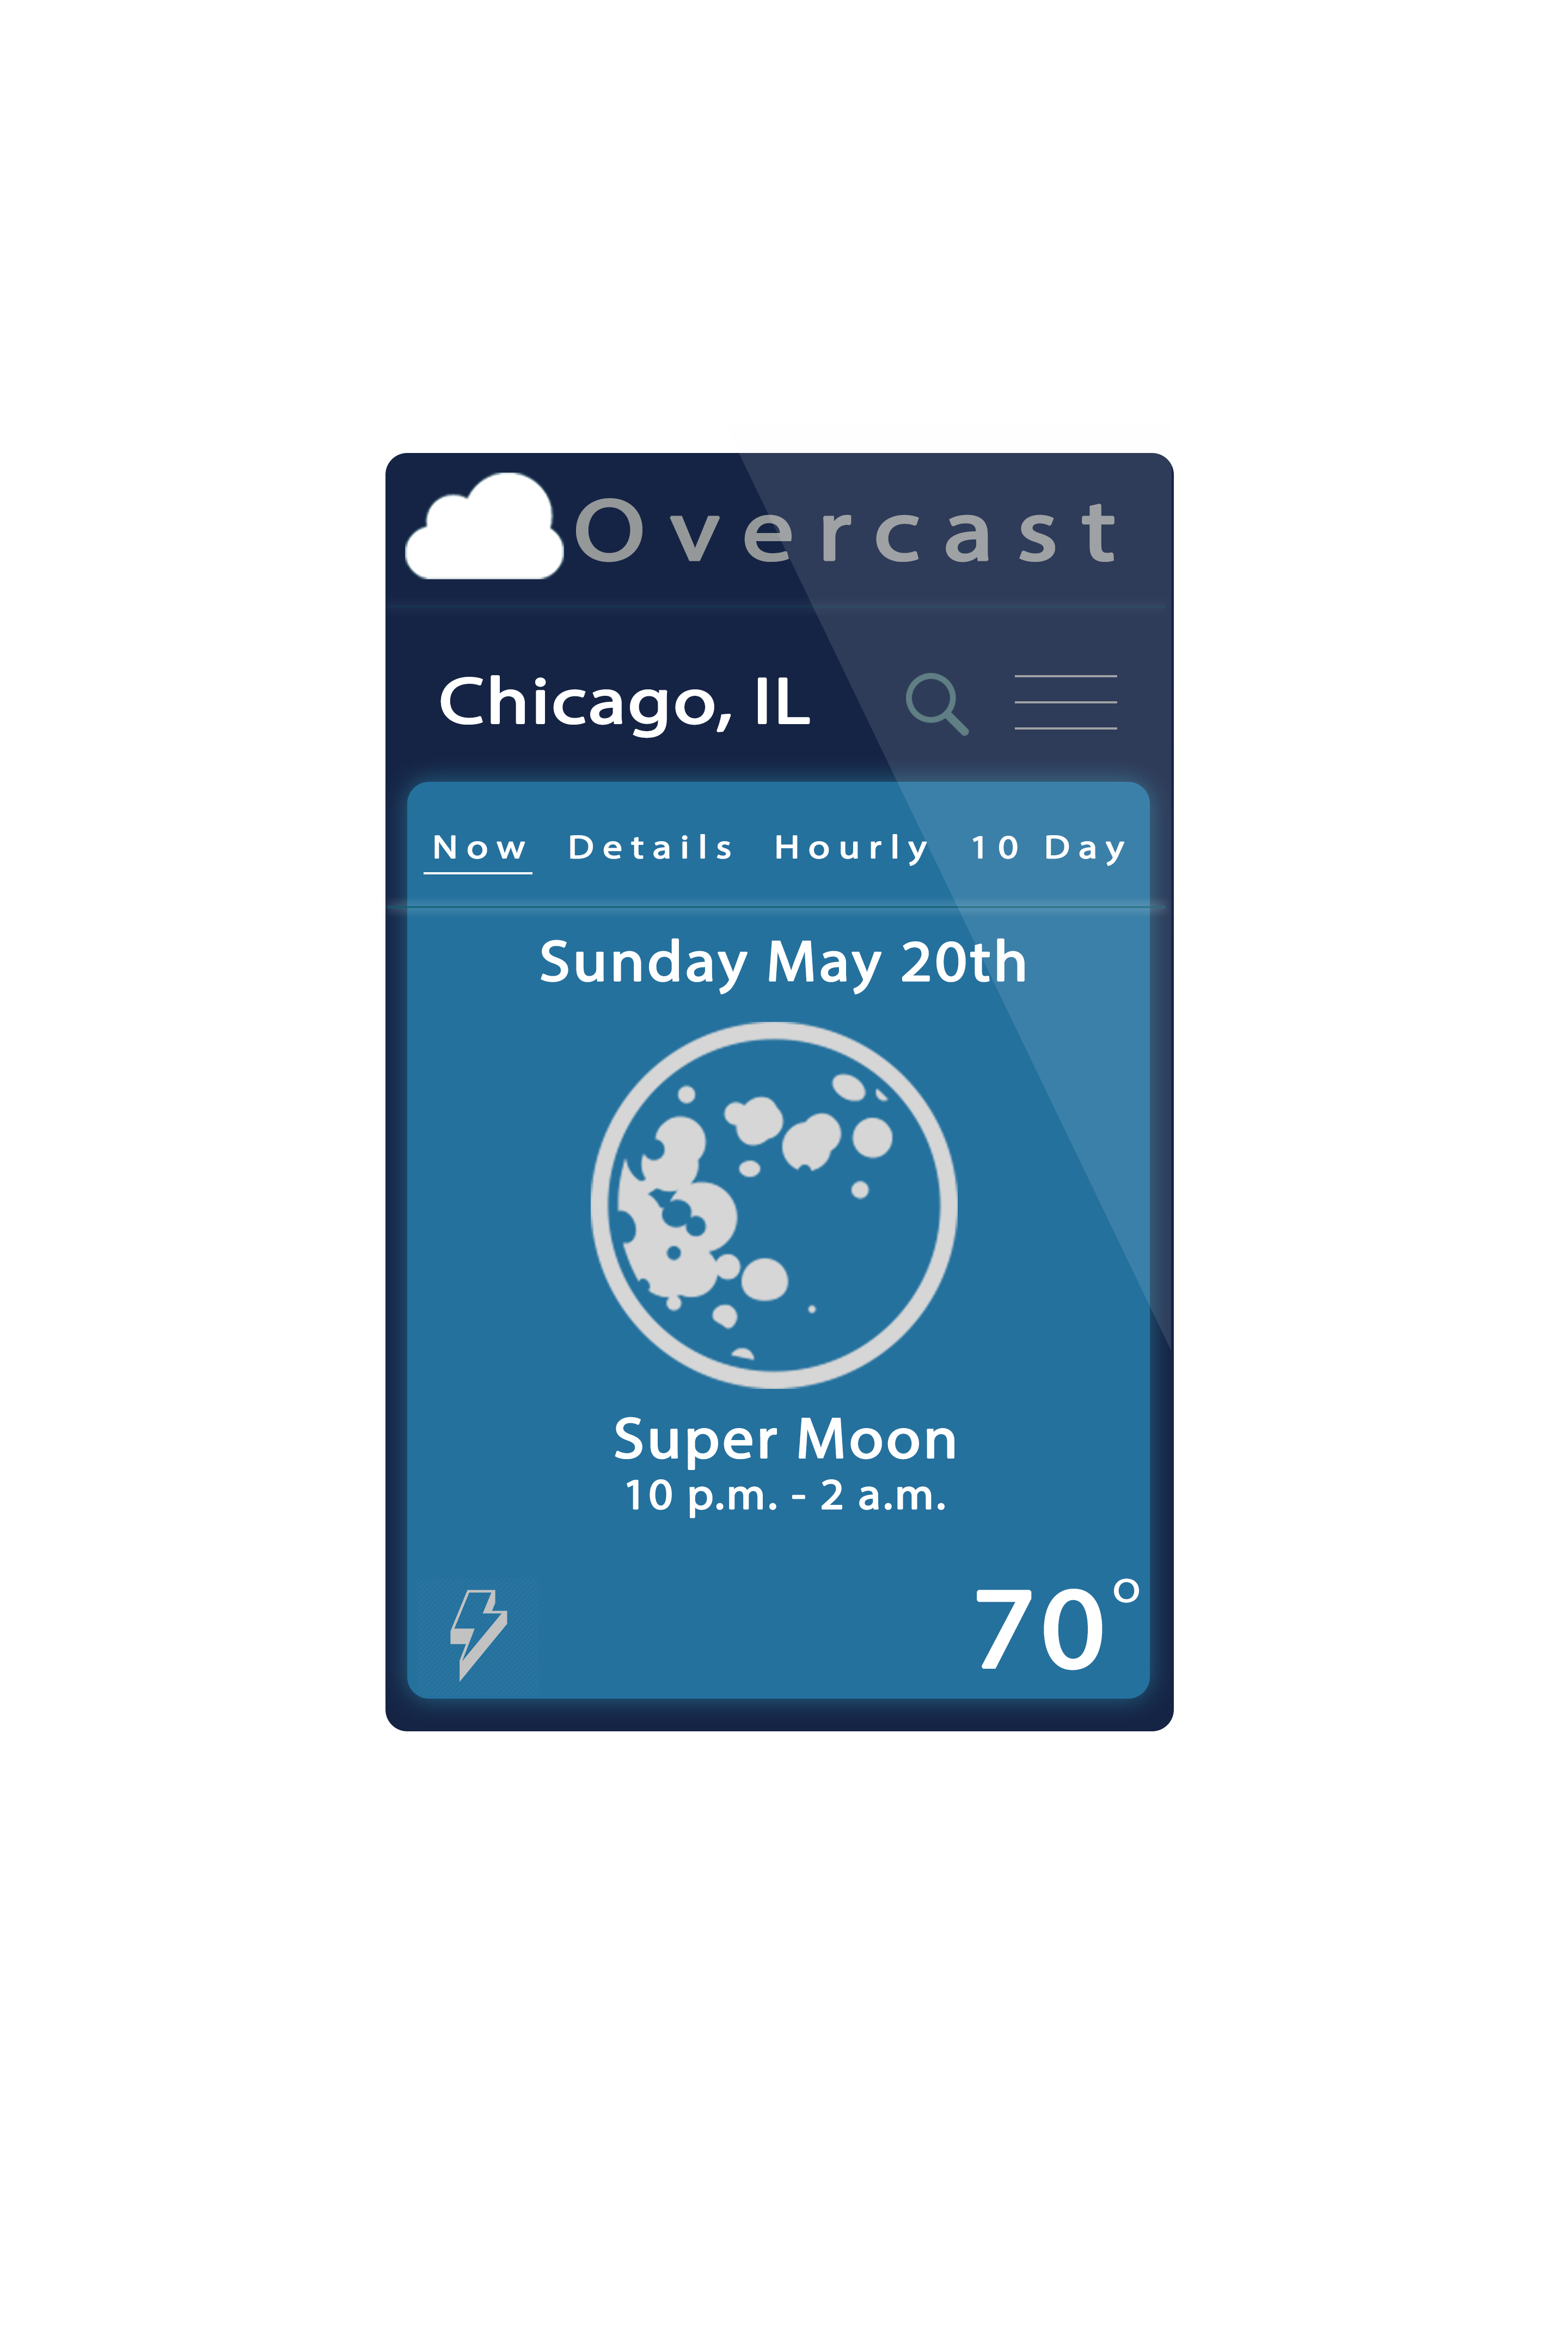 Overcast
Chicago, IL
Now Details Hourly 10 Day
Sunday May 20th
Super Moon
10 p.m. - 2 a.m.
70°